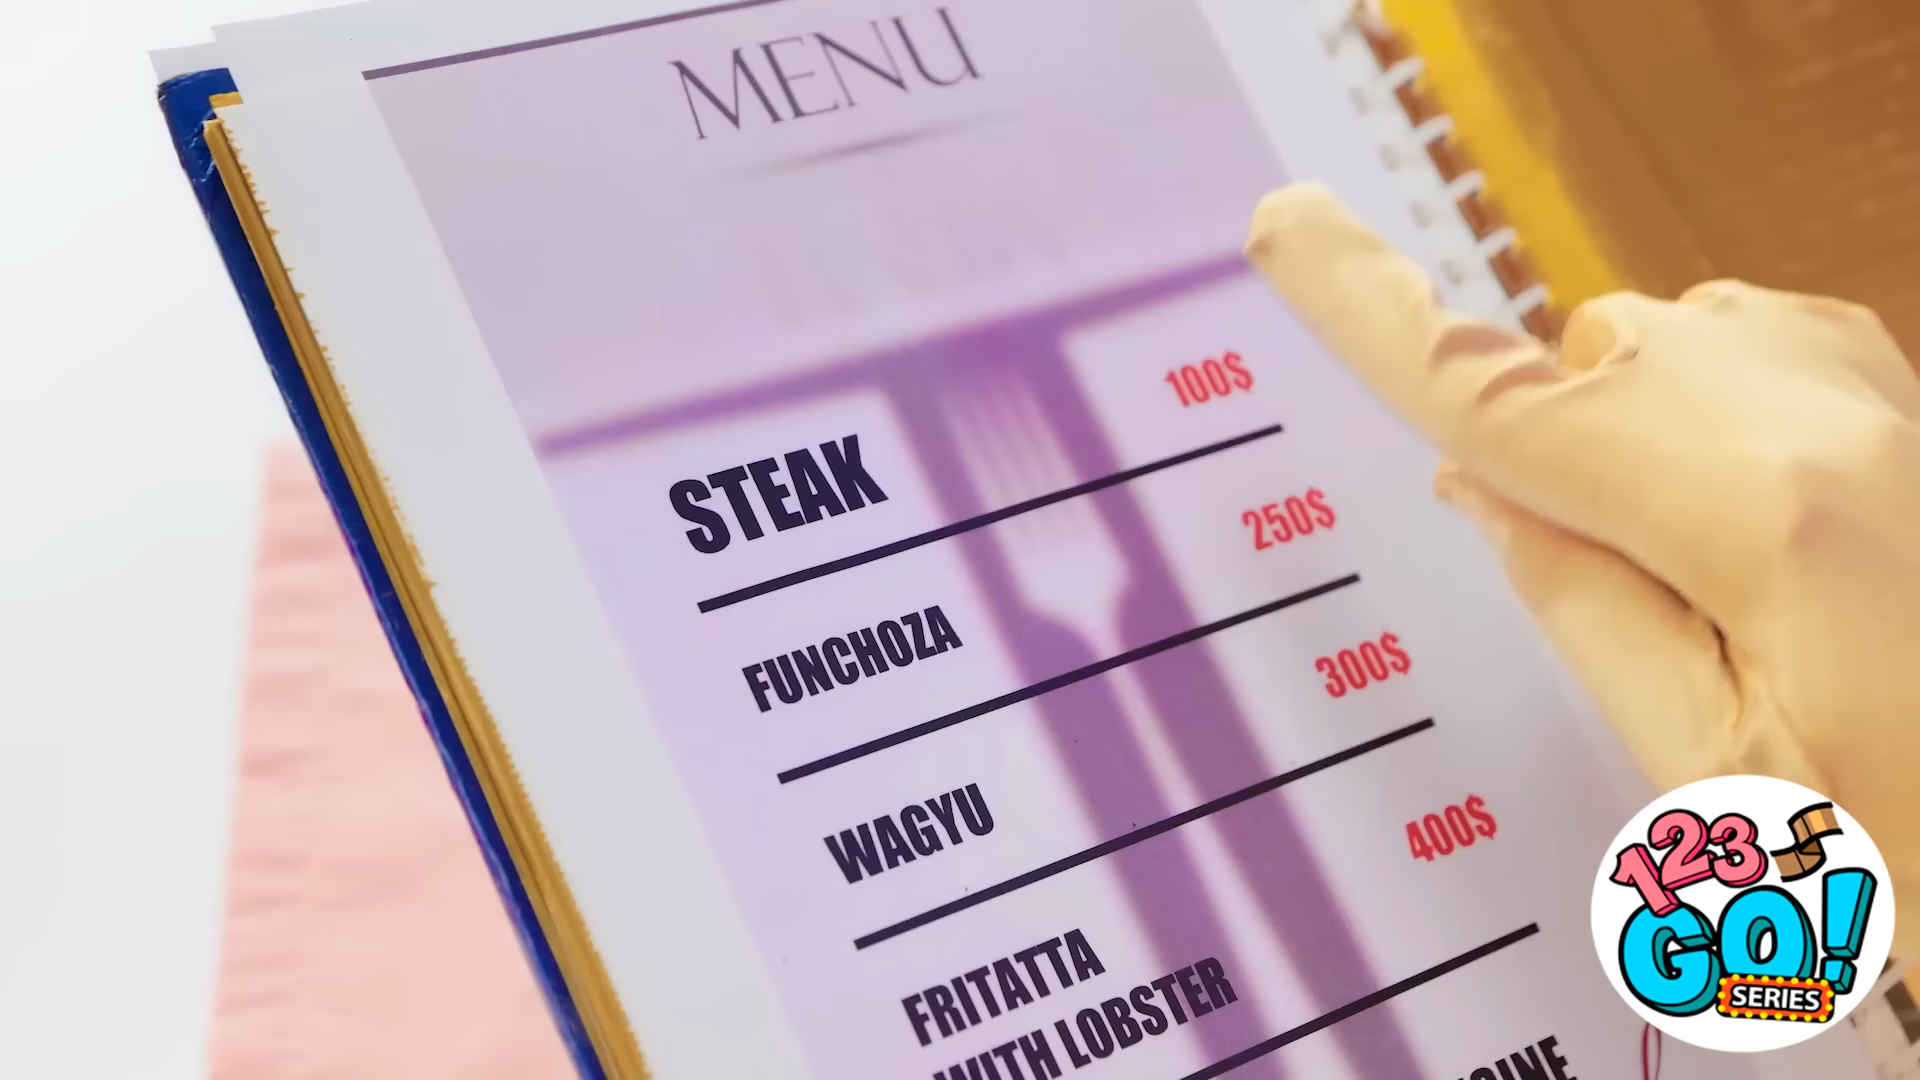 MENU
100$
STEAK
250$
FUNCHOZA
300$
WAGYU
400$
FRITATTA
WITH LOBSTER
123
GO!
SERIES